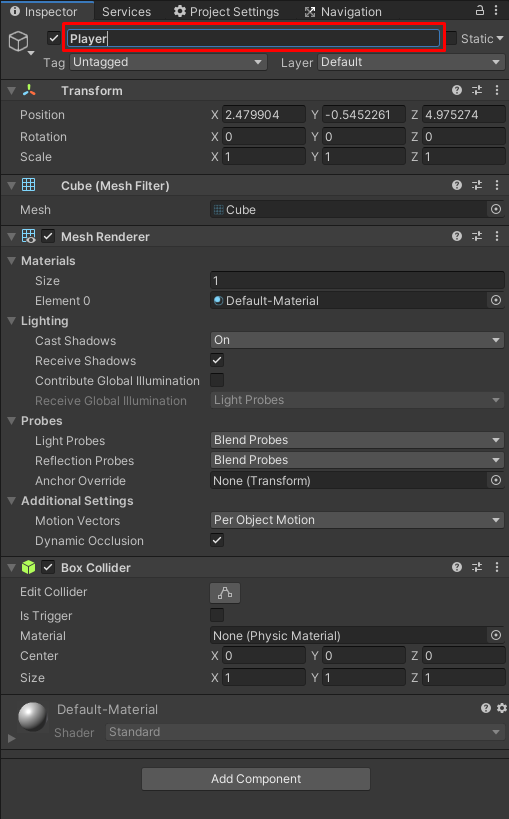 Inspector Services Project Settings Navigation
Player Static
Tag Untagged Layer Default
Transform
Position X 2.479904 Y -0.5452261 Z 4.975274
Rotation X 0 Y 0 Z 0
Scale X 1 Y 1 Z 1
Cube (Mesh Filter)
Mesh Cube
Mesh Renderer
Materials
Size 1
Element 0 Default-Material
Lighting
Cast Shadows On
Receive Shadows
Contribute Global Illumination
Receive Global Illumination Light Probes
Probes
Light Probes Blend Probes
Reflection Probes Blend Probes
Anchor Override None (Transform)
Additional Settings
Motion Vectors Per Object Motion
Dynamic Occlusion
Box Collider
Edit Collider
Is Trigger
Material None (Physic Material)
Center X 0 Y 0 Z 0
Size X 1 Y 1 Z 1
Default-Material
Shader Standard
Add Component